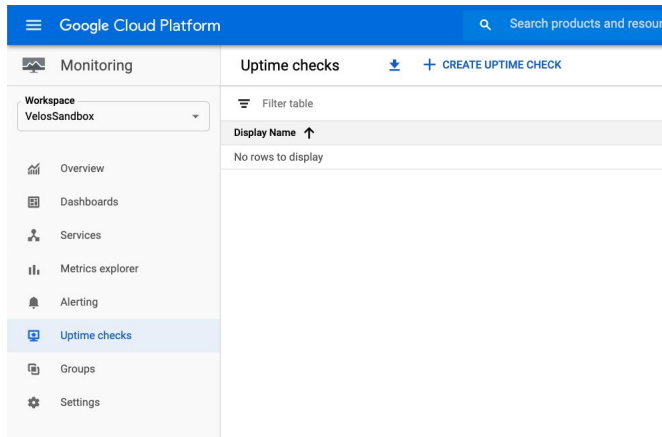 Google Cloud Platform
Search products and resour
Monitoring
Uptime checks
CREATE UPTIME CHECK
Workspace
VelosSandbox
Filter table
Display Name
No rows to display
Overview
Dashboards
Services
Metrics explorer
Alerting
Uptime checks
Groups
Settings